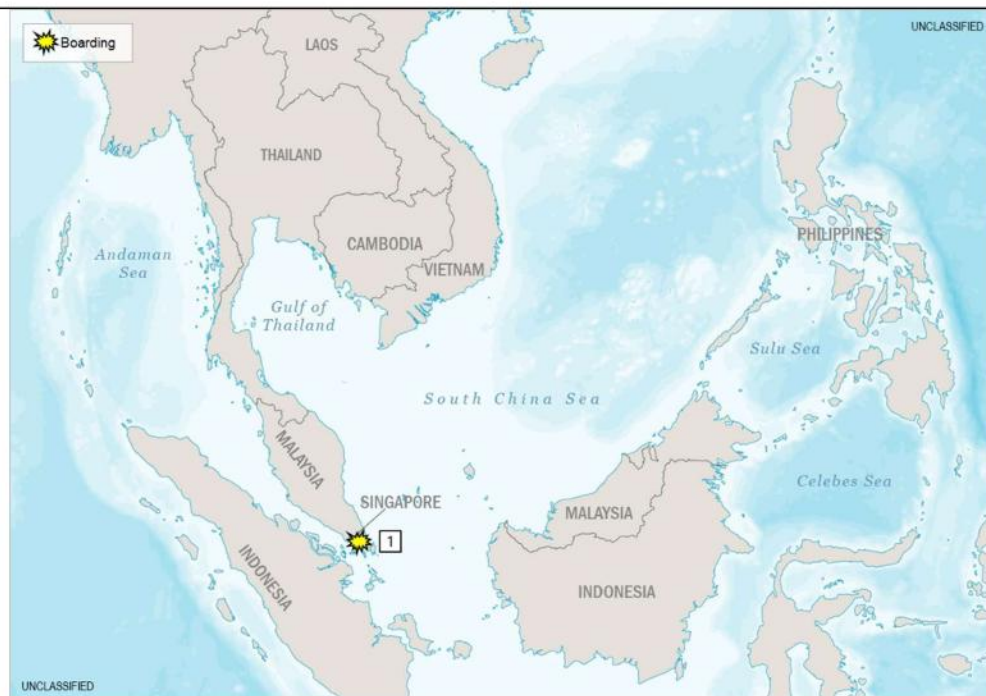 Boarding
UNCLASSIFIED
LAOS
THAILAND
PHILIPPINES
CAMBODIA
Andaman
Sea
VIETNAM
Gulf of
Thailand
Sulu Sea
South China Sea
MALAYSIA
Celebes Sea
SINGAPORE
MALAYSIA
1
INDONESIA
INDONESIA
UNCLASSIFIED